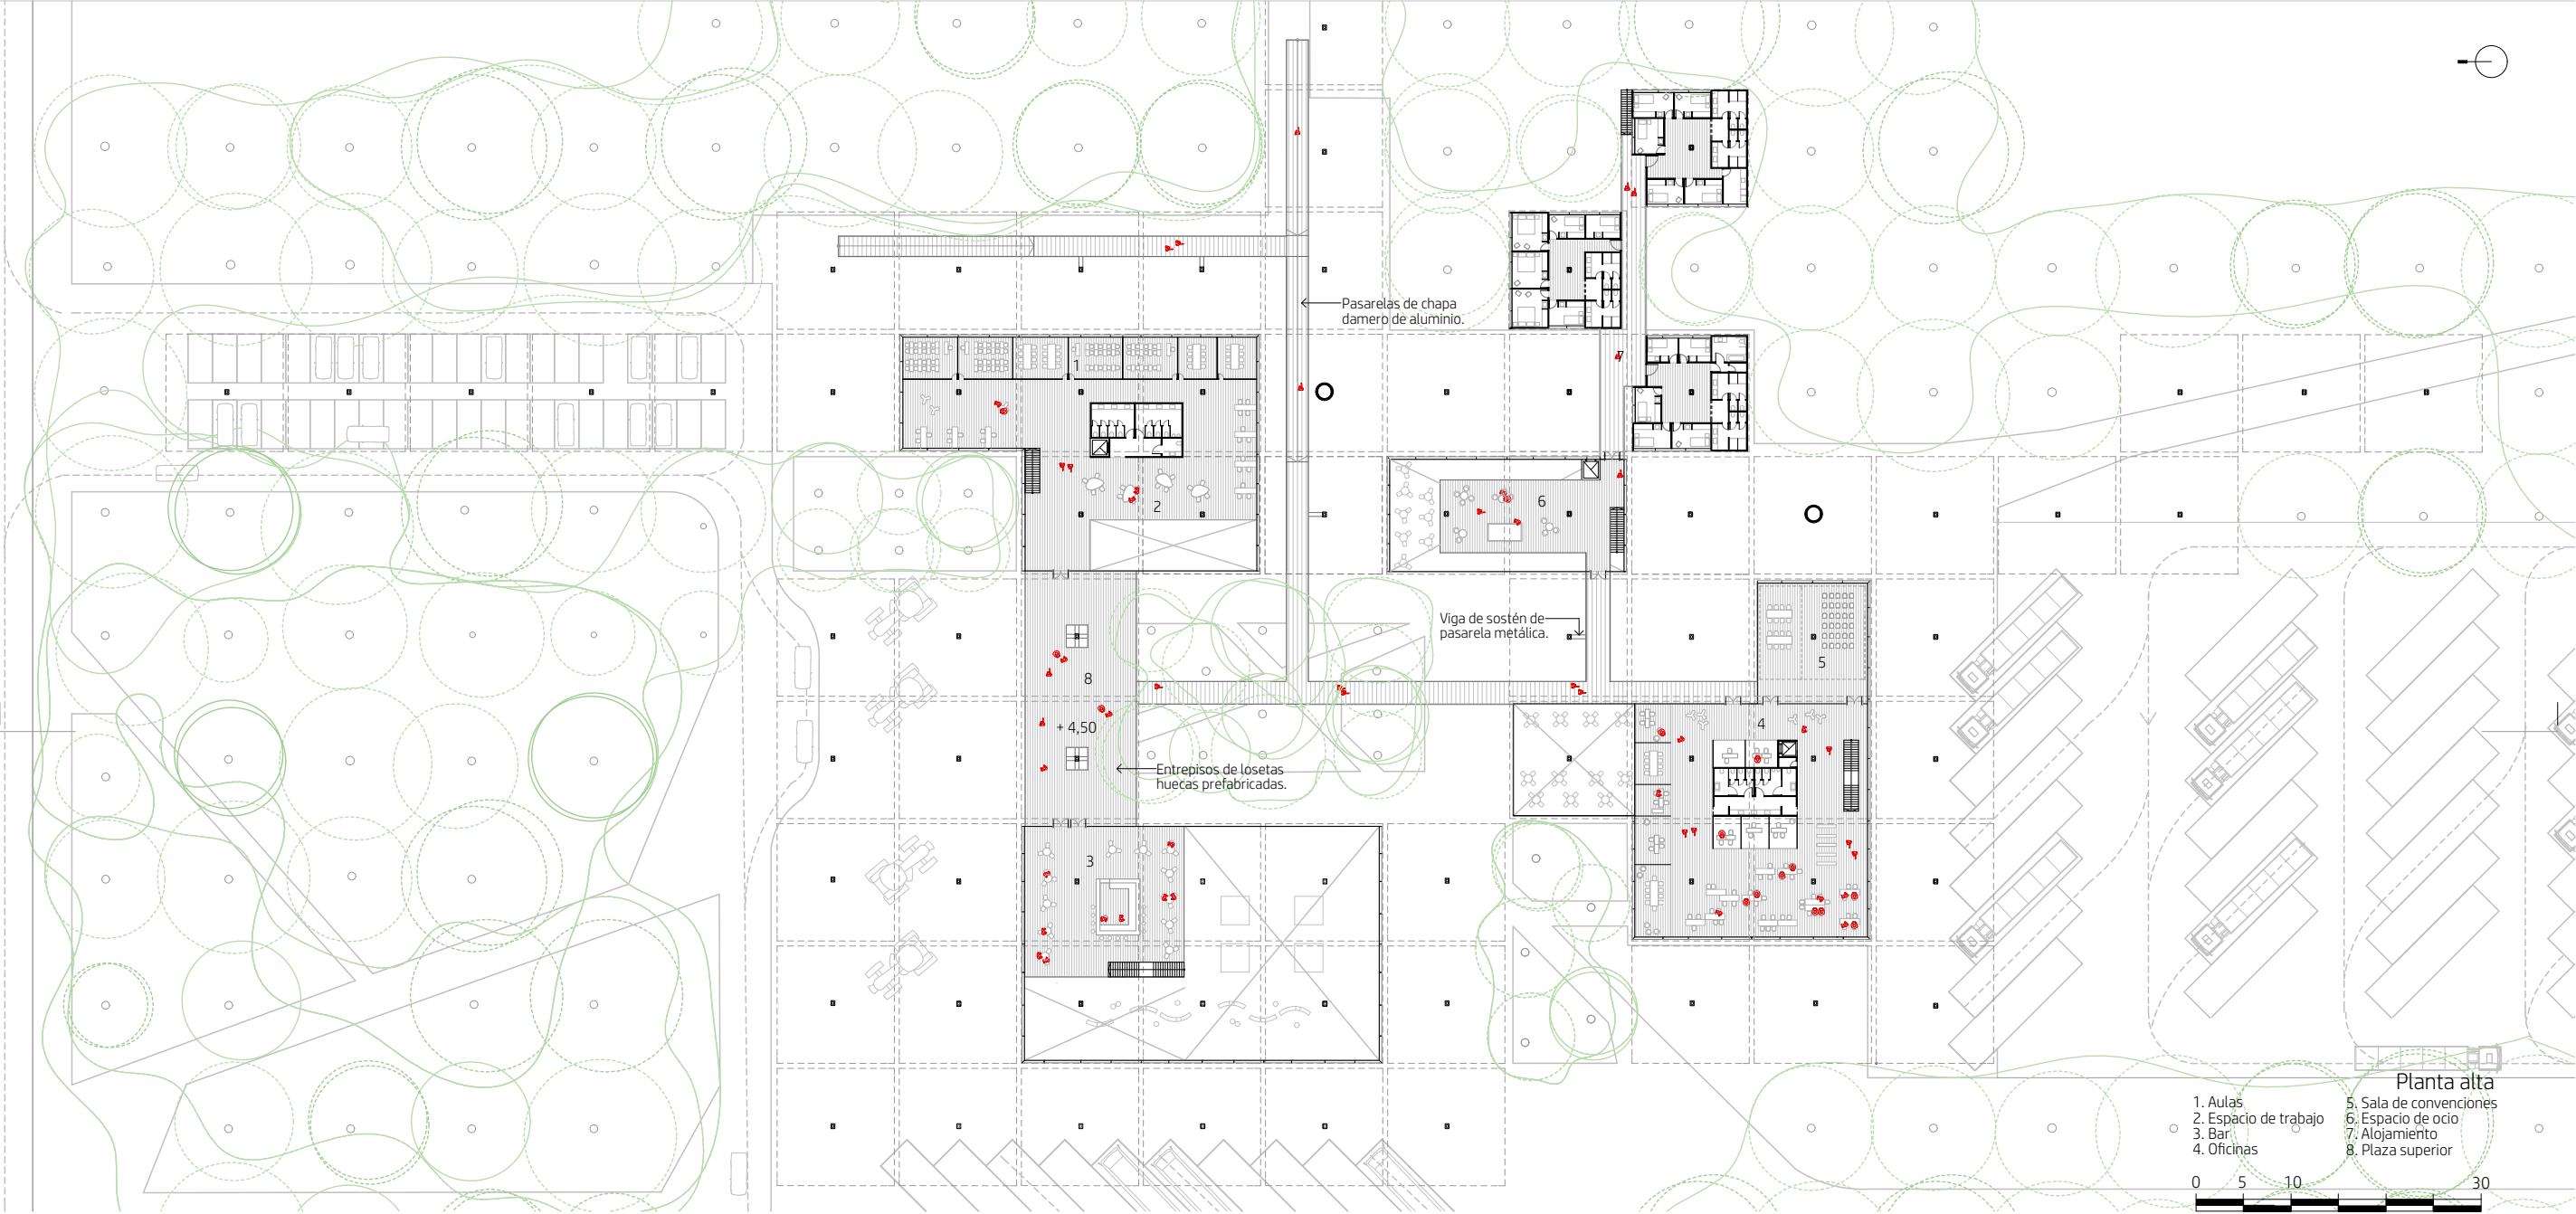 Pasarelas de chapa
damero de aluminio.
1
7
2
6
Viga de sostén de
pasarela metálica.
5
8
+ 4,50
4
Entrepisos de losetas
huecas prefabricadas.
3
Planta alta
1. Aulas
2. Espacio de trabajo
3. Bar
4. Oficinas
5. Sala de convenciones
6. Espacio de ocio
7. Alojamiento
8. Plaza superior
0 5 10 30